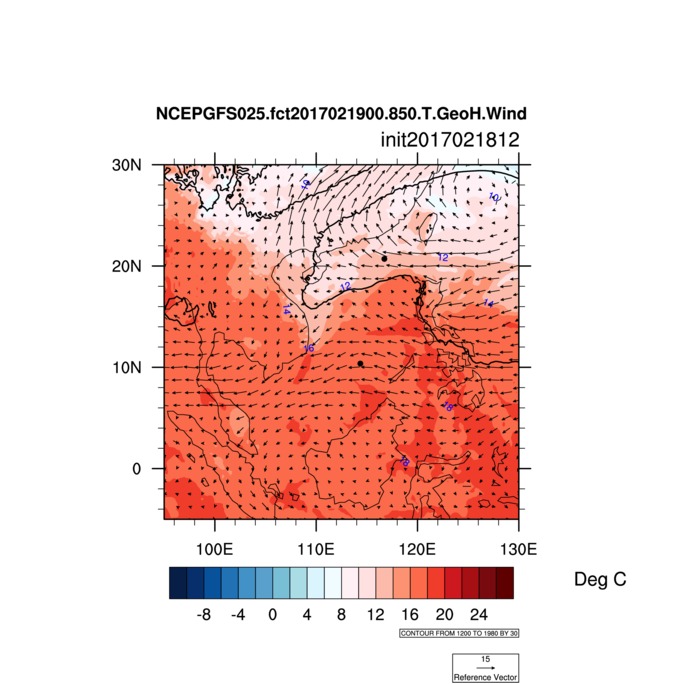 NCEPGFS025.fct2017021900.850.T.GeoH.Wind
init2017021812
30N
20N
10N
0
100E 110E 120E 130E
12
14
12
14
16
Deg C
-8 -4 0 4 8 12 16 20 24
CONTOUR FROM 1200 TO 1980 BY 30
15
Reference Vector